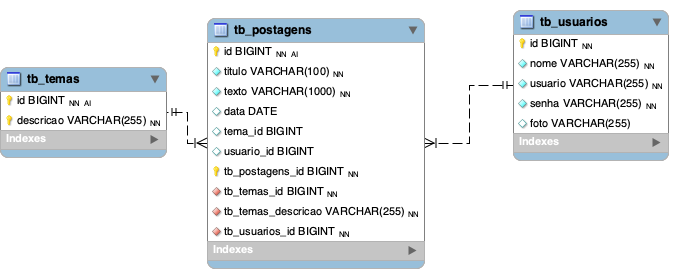 tb_temas
id BIGINT NN AI
descricao VARCHAR(255) NN
Indexes
tb_postagens
id BIGINT NN AI
titulo VARCHAR(100) NN
texto VARCHAR(1000) NN
data DATE
tema_id BIGINT
usuario_id BIGINT
tb_postagens_id BIGINT NN
tb_temas_id BIGINT NN
tb_temas_descricao VARCHAR(255) NN
tb_usuarios_id BIGINT NN
Indexes
tb_usuarios
id BIGINT NN
nome VARCHAR(255) NN
usuario VARCHAR(255) NN
senha VARCHAR(255) NN
foto VARCHAR(255)
Indexes